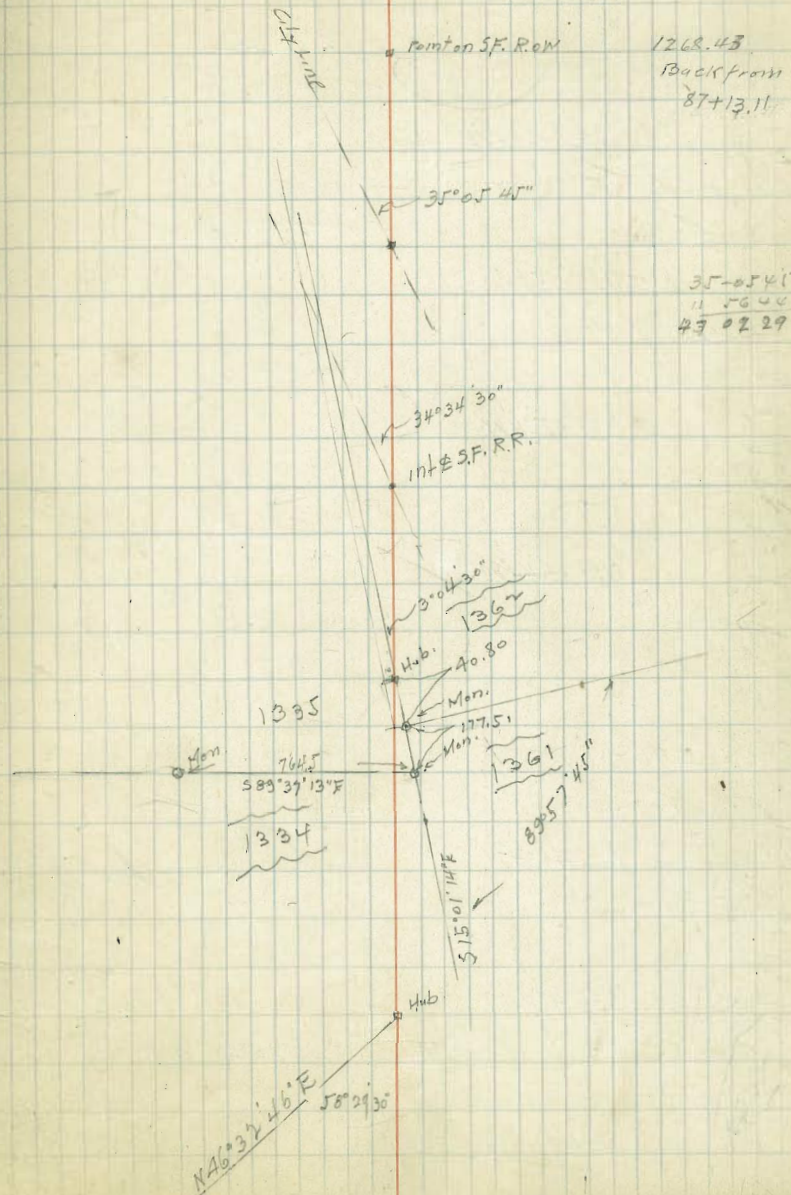 City Line
Point on S.F. R.O.W
1268.43
Back from
87+13.11
35°05'45"
35-05 45
11 56 44
47 02 29
34°34'30"
Int ℄ S.F. R.R.
3°04'30"
1362
Hub.
40.80
Mon.
1335
177.51
Mon.
Mon.
764.5
S89°39'13"E
1361
89°57'45"
1334
S15°01'14"E
Hub
N46°32'46"E
58°29'30"